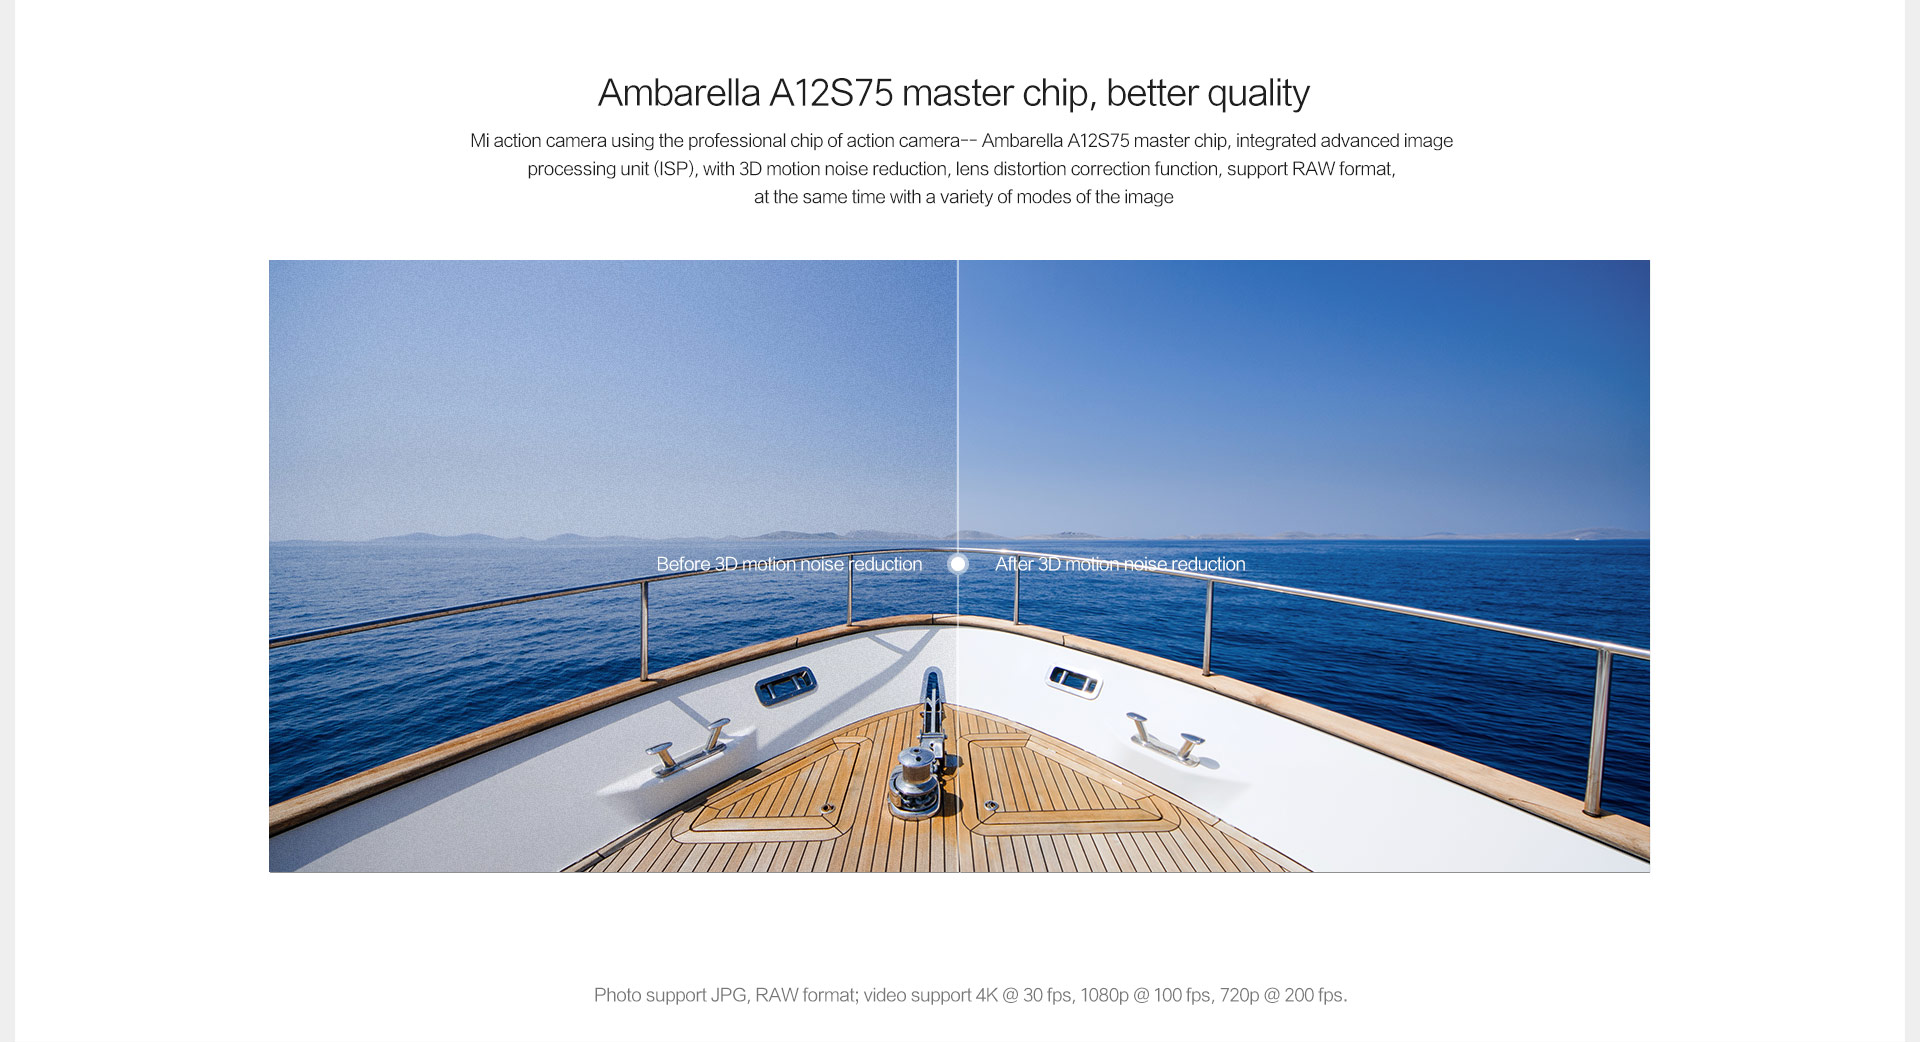 Ambarella A12S75 master chip, better quality
Mi action camera using the professional chip of action camera-- Ambarella A12S75 master chip, integrated advanced image
processing unit (ISP), with 3D motion noise reduction, lens distortion correction function, support RAW format,
at the same time with a variety of modes of the image
Before 3D motion noise reduction
After 3D motion noise reduction
Photo support JPG, RAW format; video support 4K @ 30 fps, 1080p @ 100 fps, 720p @ 200 fps.